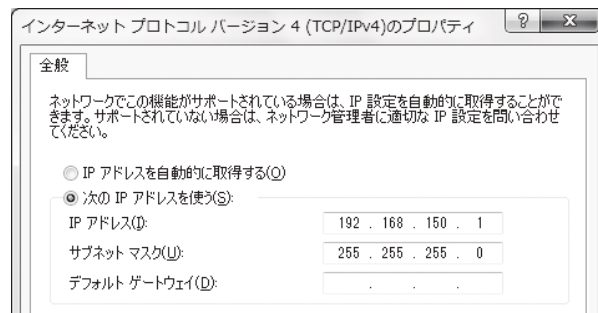 インターネット プロトコル バージョン 4 (TCP/IPv4)のプロパティ
? X
全般
ネットワークでこの機能がサポートされている場合は、IP 設定を自動的に取得することがで
きます。サポートされていない場合は、ネットワーク管理者に適切な IP 設定を問い合わせ
てください。
IP アドレスを自動的に取得する(O)
次の IP アドレスを使う(S):
IP アドレス(I): 192 . 168 . 150 . 1
サブネット マスク(U): 255 . 255 . 255 . 0
デフォルト ゲートウェイ(D): . . .